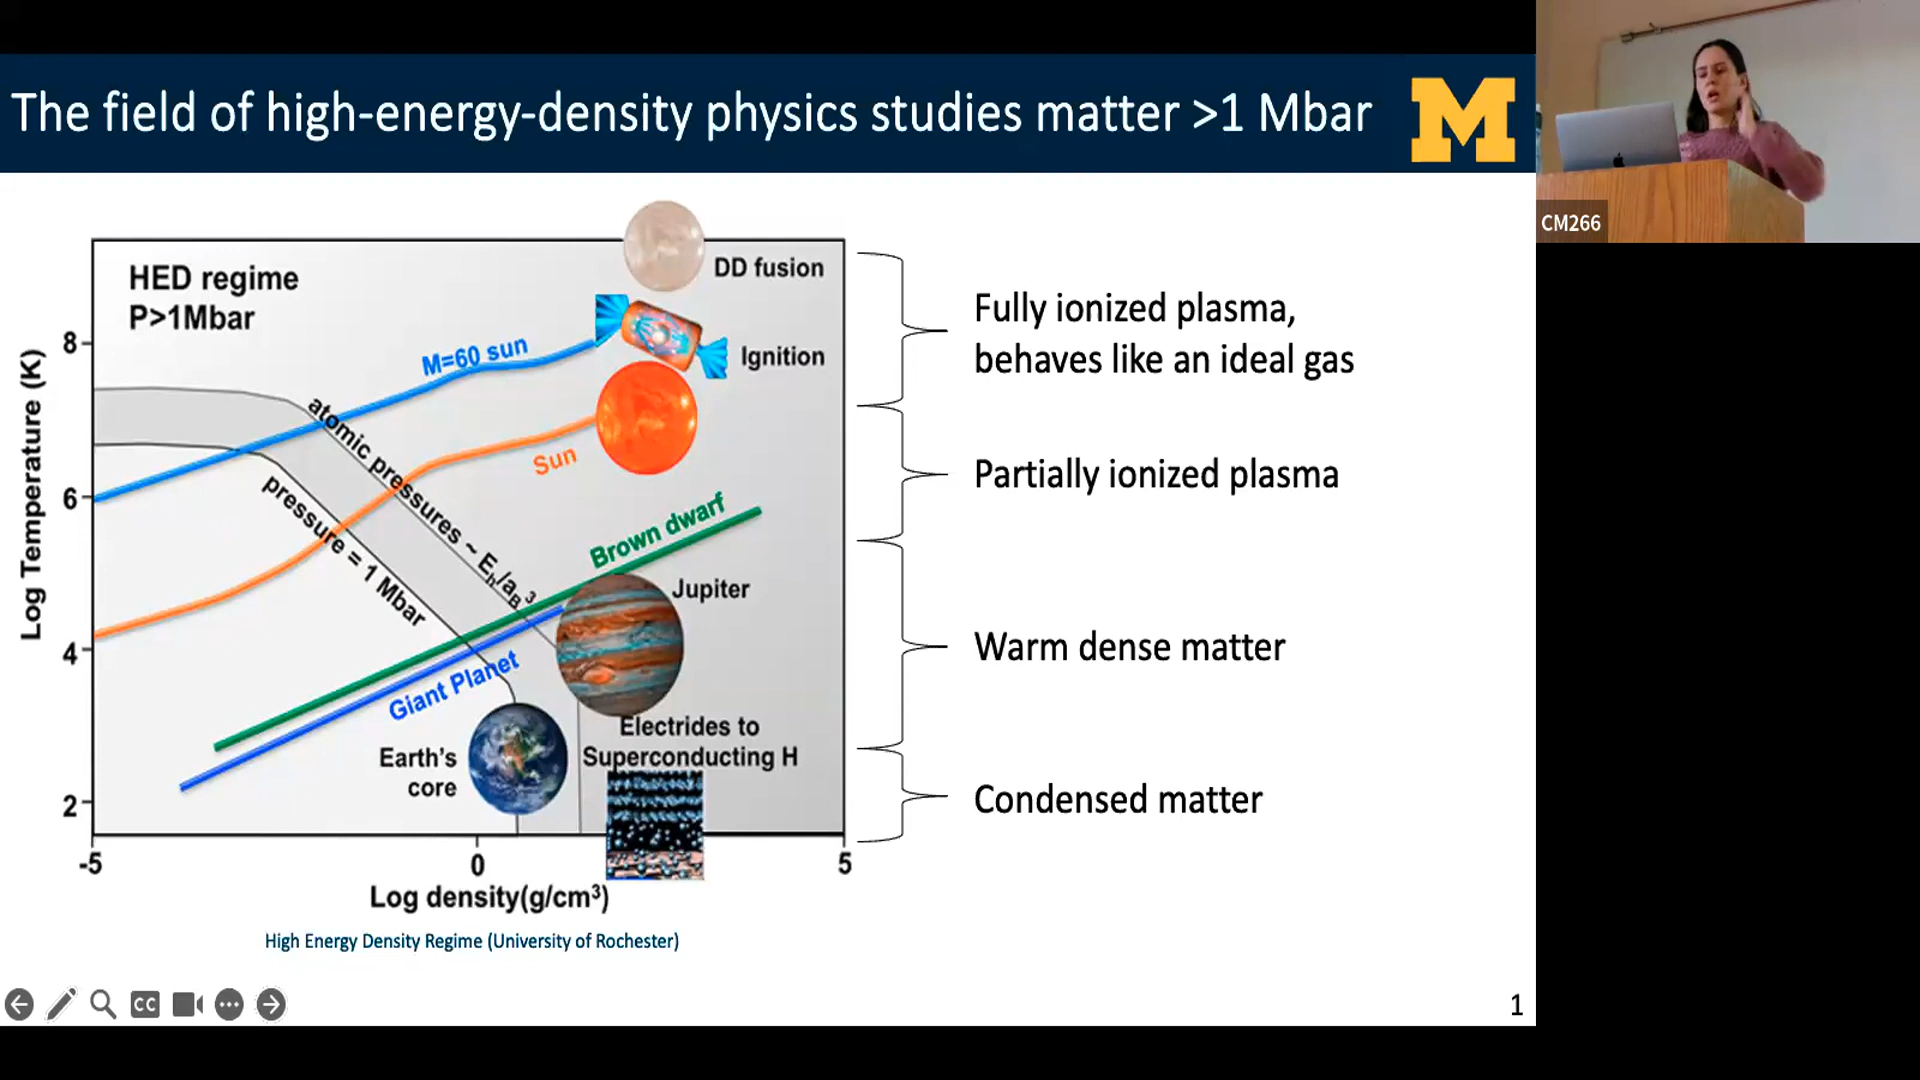 The field of high-energy-density physics studies matter >1 Mbar
M
CM266
HED regime
P>1Mbar
DD fusion
Ignition
M=60 sun
Sun
atomic pressures ~ Eₕ/a_B³
pressure = 1 Mbar
Brown dwarf
Jupiter
Giant Planet
Electrides to
Superconducting H
Earth's
core
Log Temperature (K)
8
6
4
2
-5
0
5
Log density(g/cm³)
High Energy Density Regime (University of Rochester)
Fully ionized plasma,
behaves like an ideal gas
Partially ionized plasma
Warm dense matter
Condensed matter
CC
1